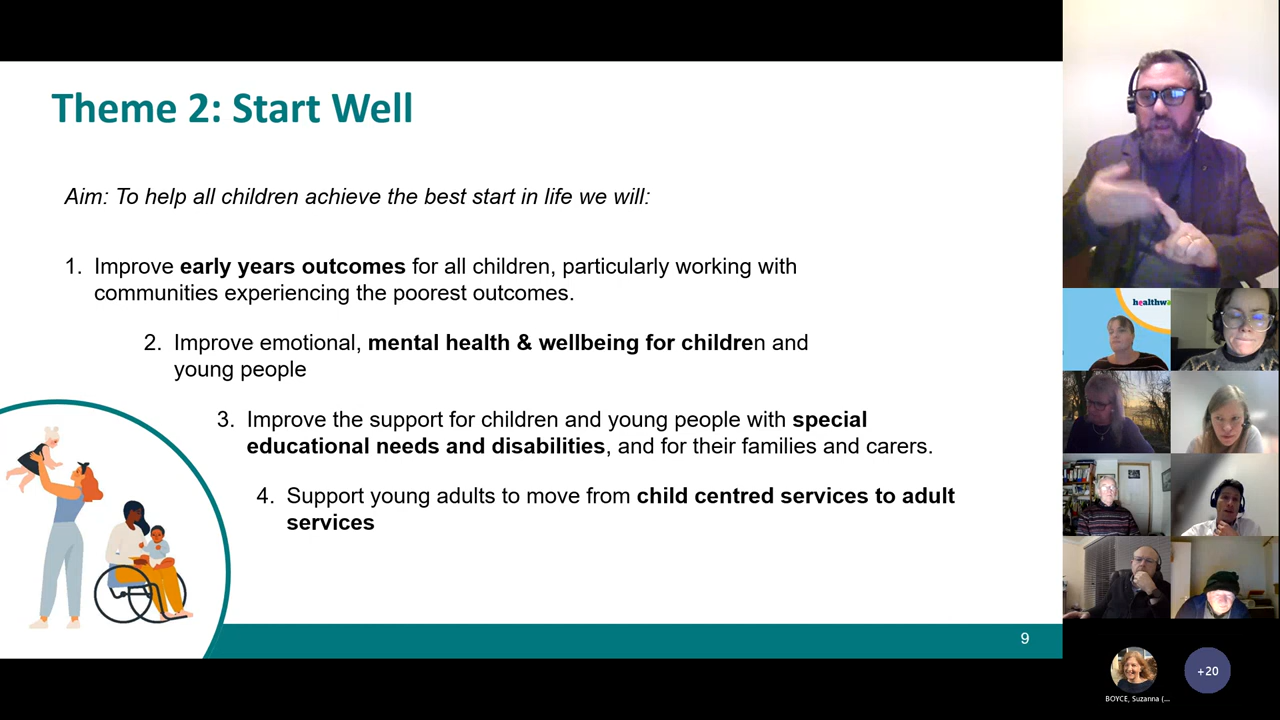 Theme 2: Start Well
Aim: To help all children achieve the best start in life we will:
1. Improve early years outcomes for all children, particularly working with
communities experiencing the poorest outcomes.
2. Improve emotional, mental health & wellbeing for children and
young people
3. Improve the support for children and young people with special
educational needs and disabilities, and for their families and carers.
4. Support young adults to move from child centred services to adult
services
9
BOYCE, Suzanna (...
+20